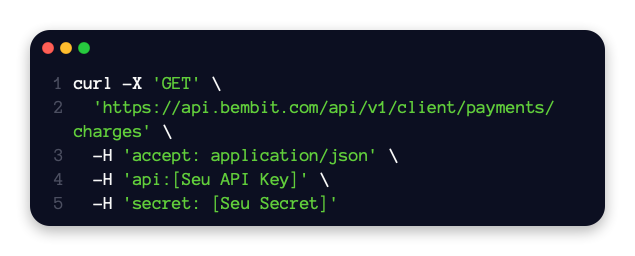 1 curl -X 'GET' \
2   'https://api.bembit.com/api/v1/client/payments/
charges' \
3   -H 'accept: application/json' \
4   -H 'api:[Seu API Key]' \
5   -H 'secret: [Seu Secret]'